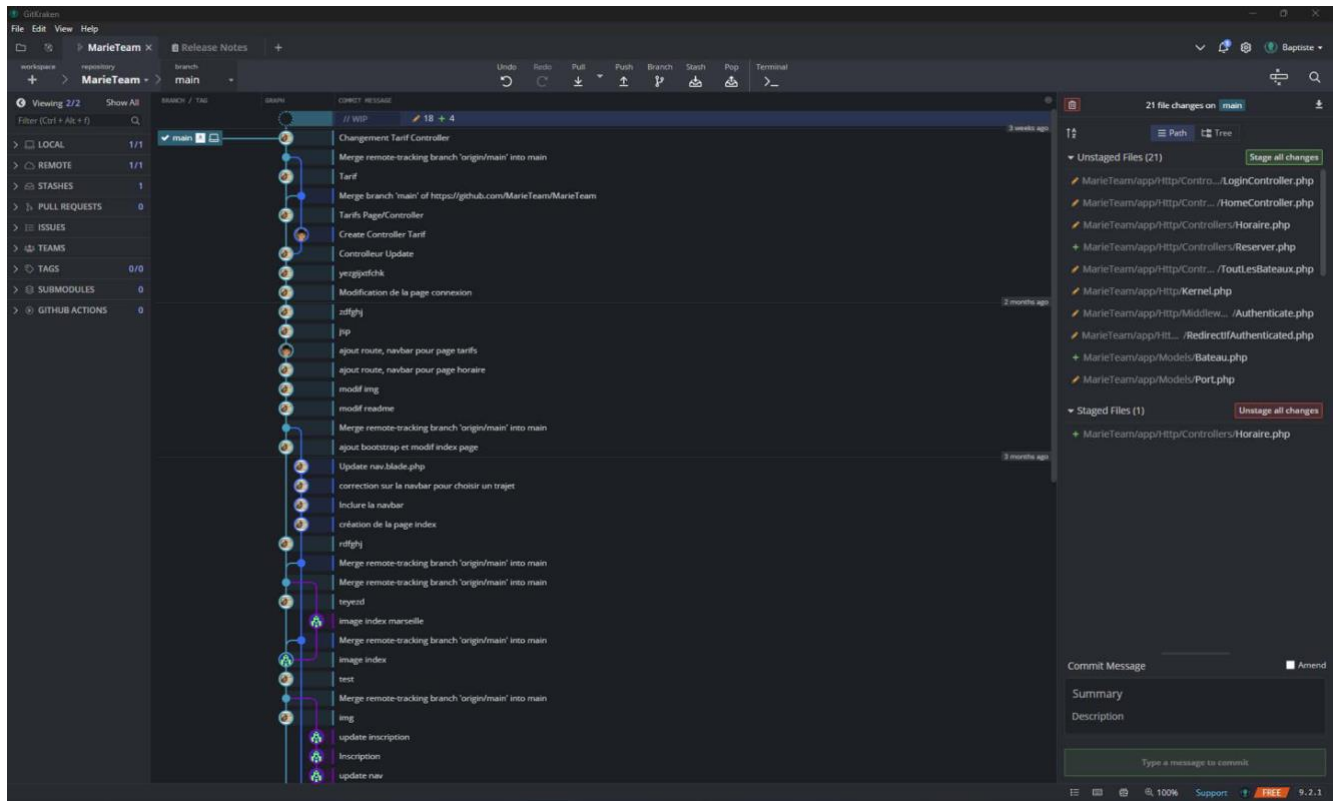 GitKraken
File Edit View Help
MarieTeam × Release Notes +
Baptiste
workspace repository branch
+ > MarieTeam > main
Undo Redo Pull Push Branch Stash Pop Terminal
Viewing 2/2 Show All
Filter (Ctrl + Alt + f)
LOCAL 1/1
REMOTE 1/1
STASHES 1
PULL REQUESTS 0
ISSUES
TEAMS
TAGS 0/0
SUBMODULES 0
GITHUB ACTIONS 0
BRANCH / TAG GRAPH COMMIT MESSAGE
// WIP 18 + 4
3 weeks ago
main Changement Tarif Controller
Merge remote-tracking branch 'origin/main' into main
Tarif
Merge branch 'main' of https://github.com/MarieTeam/MarieTeam
Tarifs Page/Controller
Create Controller Tarif
Controlleur Update
Modification de la page connexion
2 months ago
zdfghj
jsp
ajout route, navbar pour page tarifs
ajout route, navbar pour page horaire
modif img
modif readme
Merge remote-tracking branch 'origin/main' into main
ajout bootstrap et modif index page
3 months ago
Update nav.blade.php
correction sur la navbar pour choisir un trajet
Inclure la navbar
création de la page index
rdfghj
Merge remote-tracking branch 'origin/main' into main
Merge remote-tracking branch 'origin/main' into main
teyezd
image index marseille
Merge remote-tracking branch 'origin/main' into main
image index
test
Merge remote-tracking branch 'origin/main' into main
img
update inscription
Inscription
update nav
21 file changes on main
Path Tree
Unstaged Files (21) Stage all changes
MarieTeam/app/Http/Contro.../LoginController.php
MarieTeam/app/Http/Contr... /HomeController.php
MarieTeam/app/Http/Controllers/Horaire.php
+ MarieTeam/app/Http/Controllers/Reserver.php
MarieTeam/app/Http/Contr... /ToutLesBateaux.php
MarieTeam/app/Http/Kernel.php
MarieTeam/app/Http/Middlew... /Authenticate.php
MarieTeam/app/Htt... /RedirectIfAuthenticated.php
+ MarieTeam/app/Models/Bateau.php
MarieTeam/app/Models/Port.php
Staged Files (1) Unstage all changes
+ MarieTeam/app/Http/Controllers/Horaire.php
Commit Message Amend
Summary
Description
Type a message to commit
100% Support FREE 9.2.1